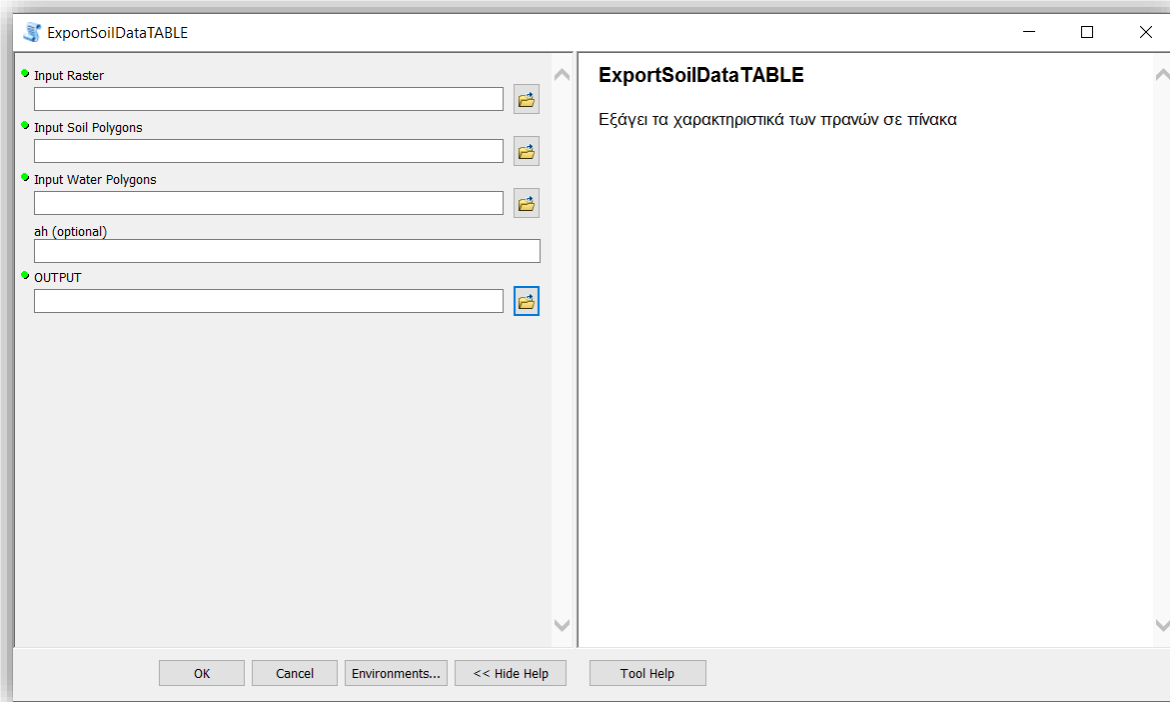 ExportSoilDataTABLE
Input Raster
Input Soil Polygons
Input Water Polygons
ah (optional)
OUTPUT
ExportSoilDataTABLE
Εξάγει τα χαρακτηριστικά των πρανών σε πίνακα
OK
Cancel
Environments...
<< Hide Help
Tool Help